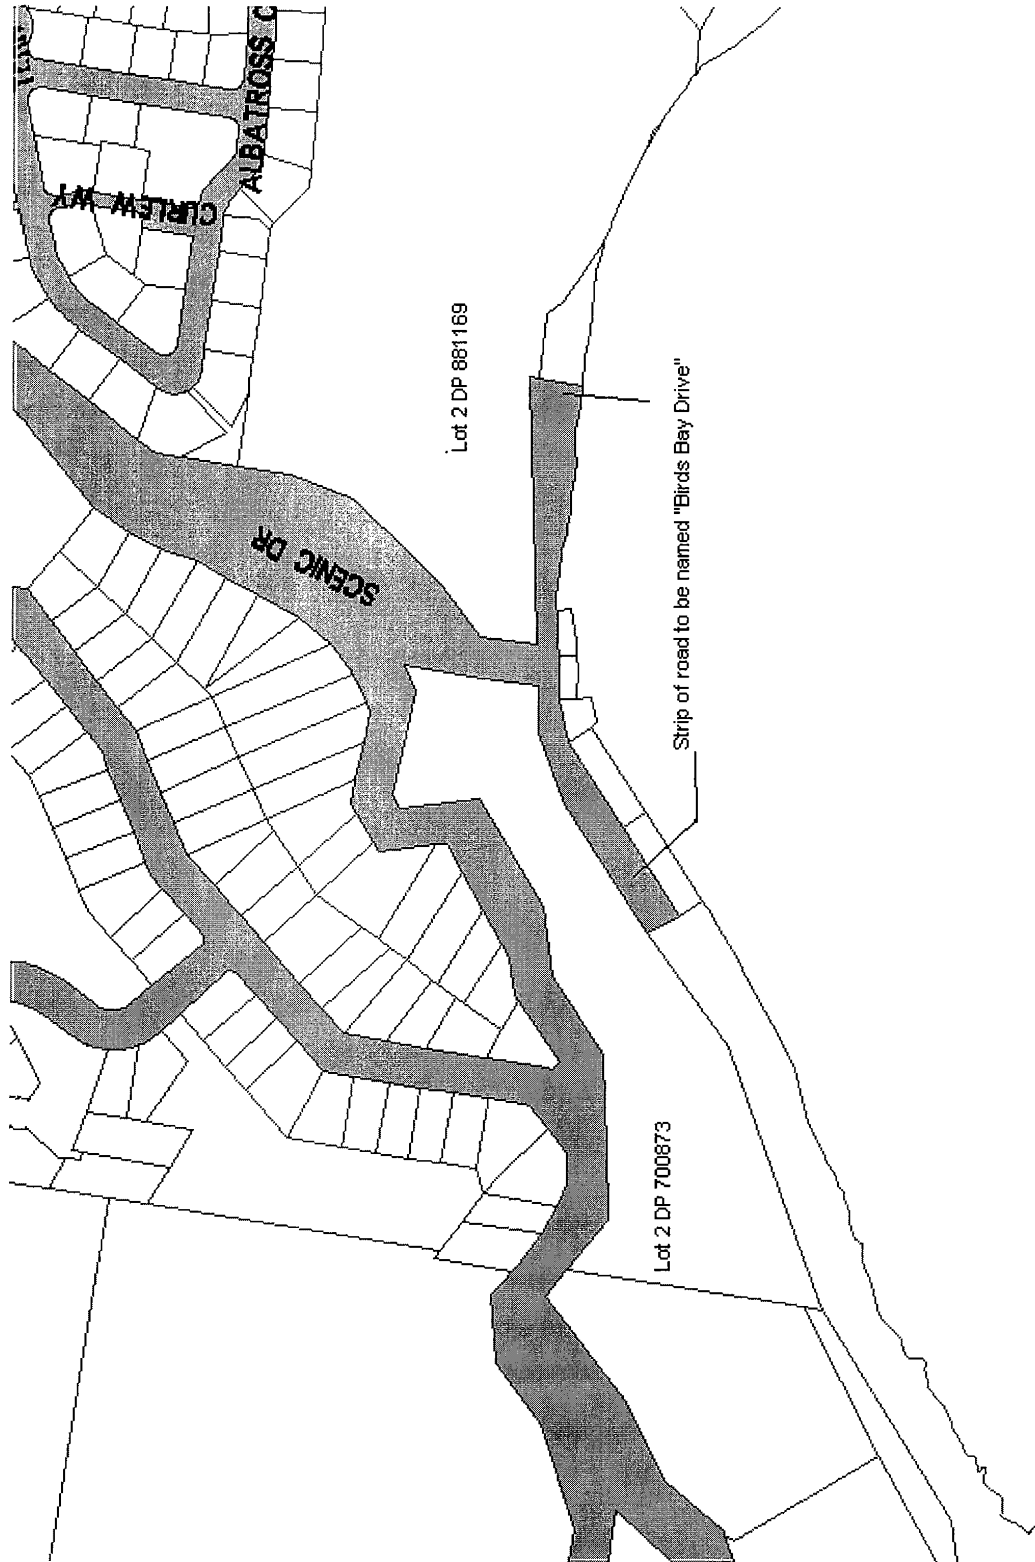 ALBATROSS C
CURLEW WY
SCENIC DR
Lot 2 DP 881169
Strip of road to be named "Birds Bay Drive"
Lot 2 DP 700873